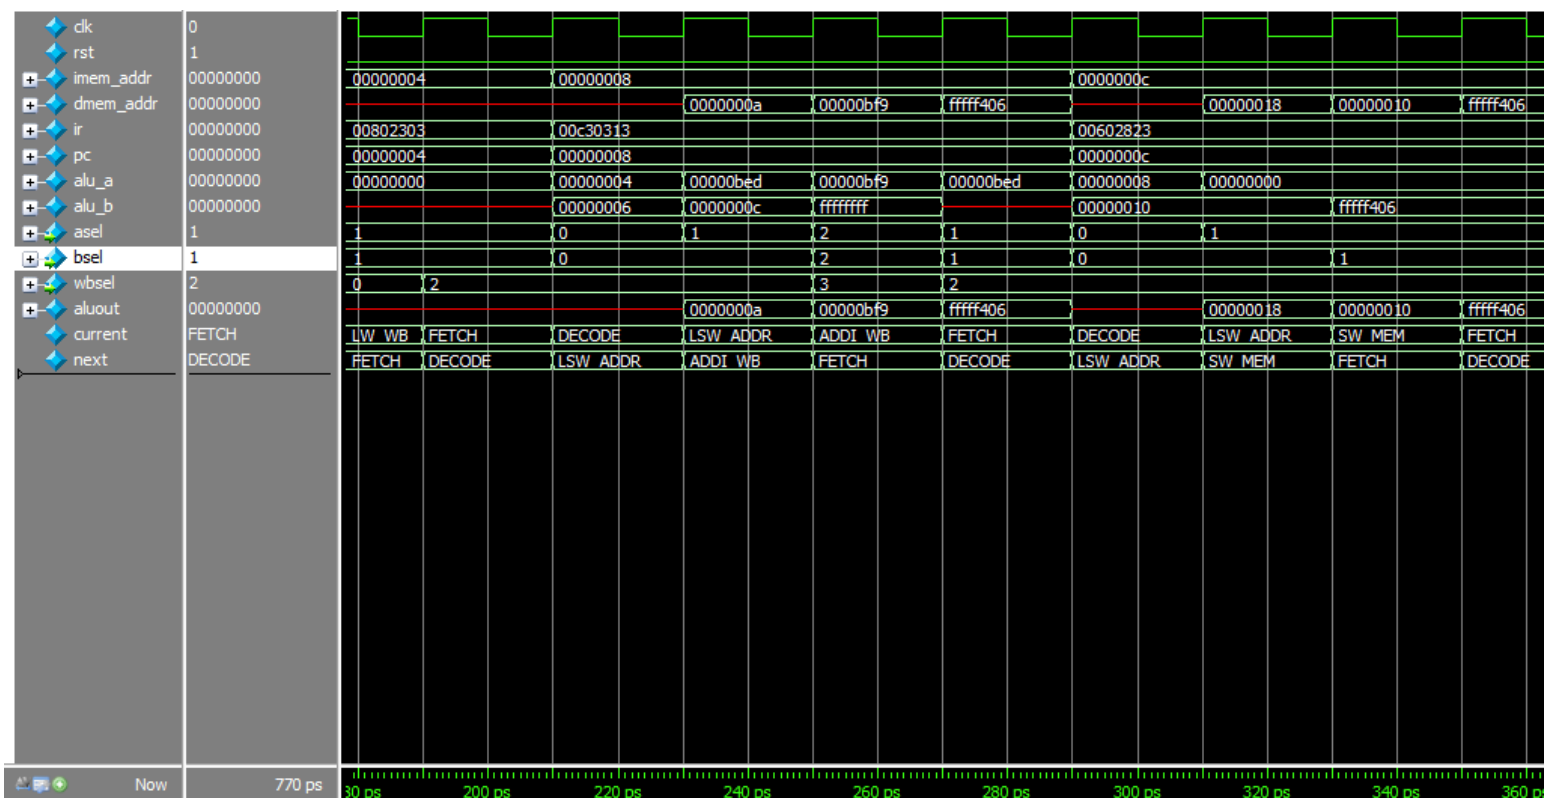 clk 0
rst 1
imem_addr 00000000 00000004 00000008 0000000c
dmem_addr 00000000 0000000a 00000bf9 fffff406 00000018 00000010 fffff406
ir 00000000 00802303 00c30313 00602823
pc 00000000 00000004 00000008 0000000c
alu_a 00000000 00000000 00000004 00000bed 00000bf9 00000bed 00000008 00000000
alu_b 00000000 00000006 0000000c ffffffff 00000010 fffff406
asel 1 1 0 1 2 1 0 1
bsel 1 1 0 2 1 0 1
wbsel 2 0 2 3 2
aluout 00000000 0000000a 00000bf9 fffff406 00000018 00000010 fffff406
current FETCH LW_WB FETCH DECODE LSW_ADDR ADDI_WB FETCH DECODE LSW_ADDR SW_MEM FETCH
next DECODE FETCH DECODE LSW_ADDR ADDI_WB FETCH DECODE LSW_ADDR SW_MEM FETCH DECODE
Now 770 ps 80 ps 200 ps 220 ps 240 ps 260 ps 280 ps 300 ps 320 ps 340 ps 360 p